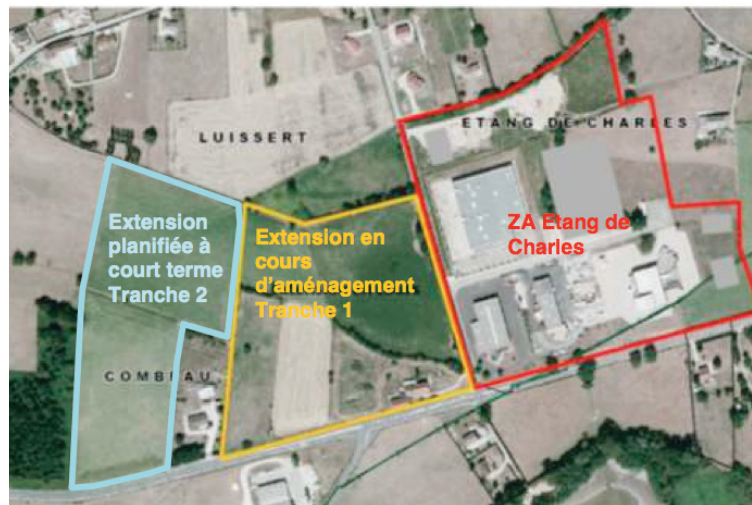 LUISSERT
ETANG-DE-CHARLES
Extension
planifiée à
court terme
Tranche 2
Extension en
cours
d'aménagement
Tranche 1
ZA Etang de
Charles
COMBEAU